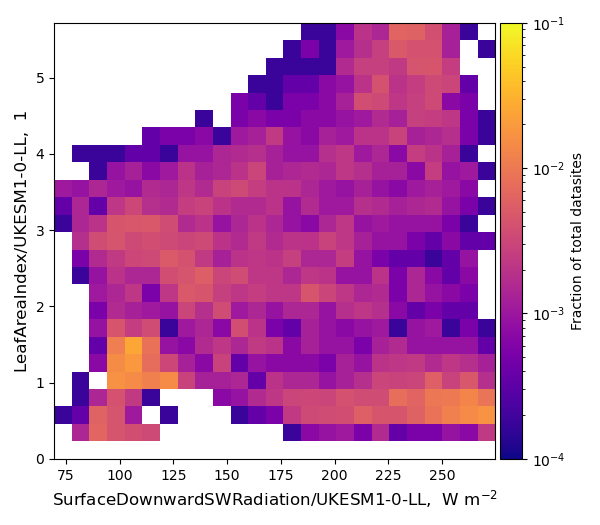 10⁻¹
10⁻²
10⁻³
10⁻⁴
Fraction of total datasites
5
4
3
2
1
0
LeafAreaIndex/UKESM1-0-LL,  1
75 100 125 150 175 200 225 250
SurfaceDownwardSWRadiation/UKESM1-0-LL,  W m⁻²